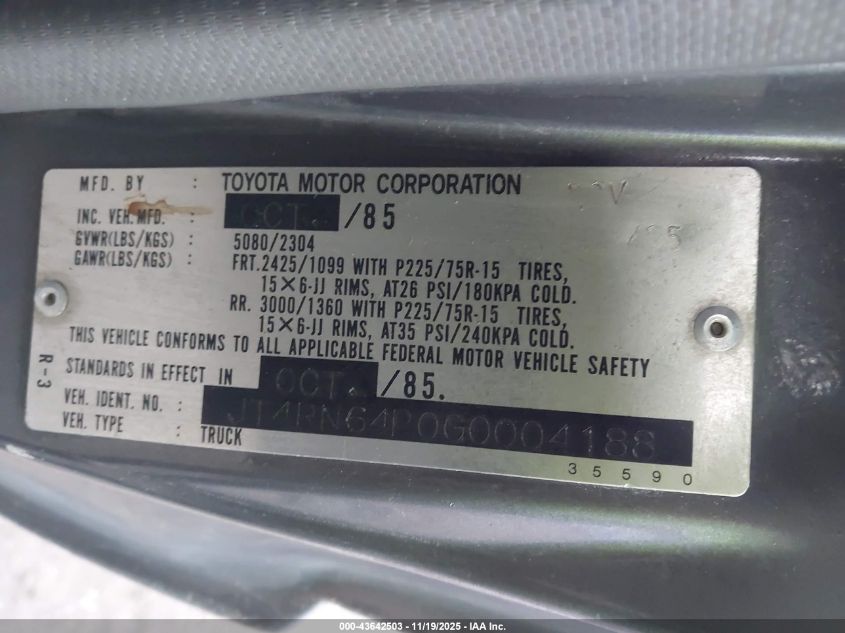 MFD. BY : TOYOTA MOTOR CORPORATION
INC. VEH. MFD. : OCT. /85
GVWR(LBS/KGS) : 5080/2304
GAWR(LBS/KGS) : FRT. 2425/1099 WITH P225/75R-15 TIRES,
15×6-JJ RIMS, AT26 PSI/180KPA COLD.
RR. 3000/1360 WITH P225/75R-15 TIRES,
15×6-JJ RIMS, AT35 PSI/240KPA COLD.
THIS VEHICLE CONFORMS TO ALL APPLICABLE FEDERAL MOTOR VEHICLE SAFETY
STANDARDS IN EFFECT IN OCT. /85.
VEH. IDENT. NO. : JT4RN64P0G0004188
VEH. TYPE : TRUCK
35590
R-3
000-43642503 - 11/19/2025 - IAA Inc.